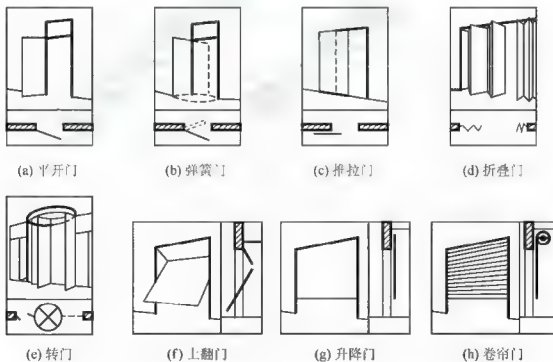 (a) 平开门
(b) 弹簧门
(c) 推拉门
(d) 折叠门
(e) 转门
(f) 上翻门
(g) 升降门
(h) 卷帘门